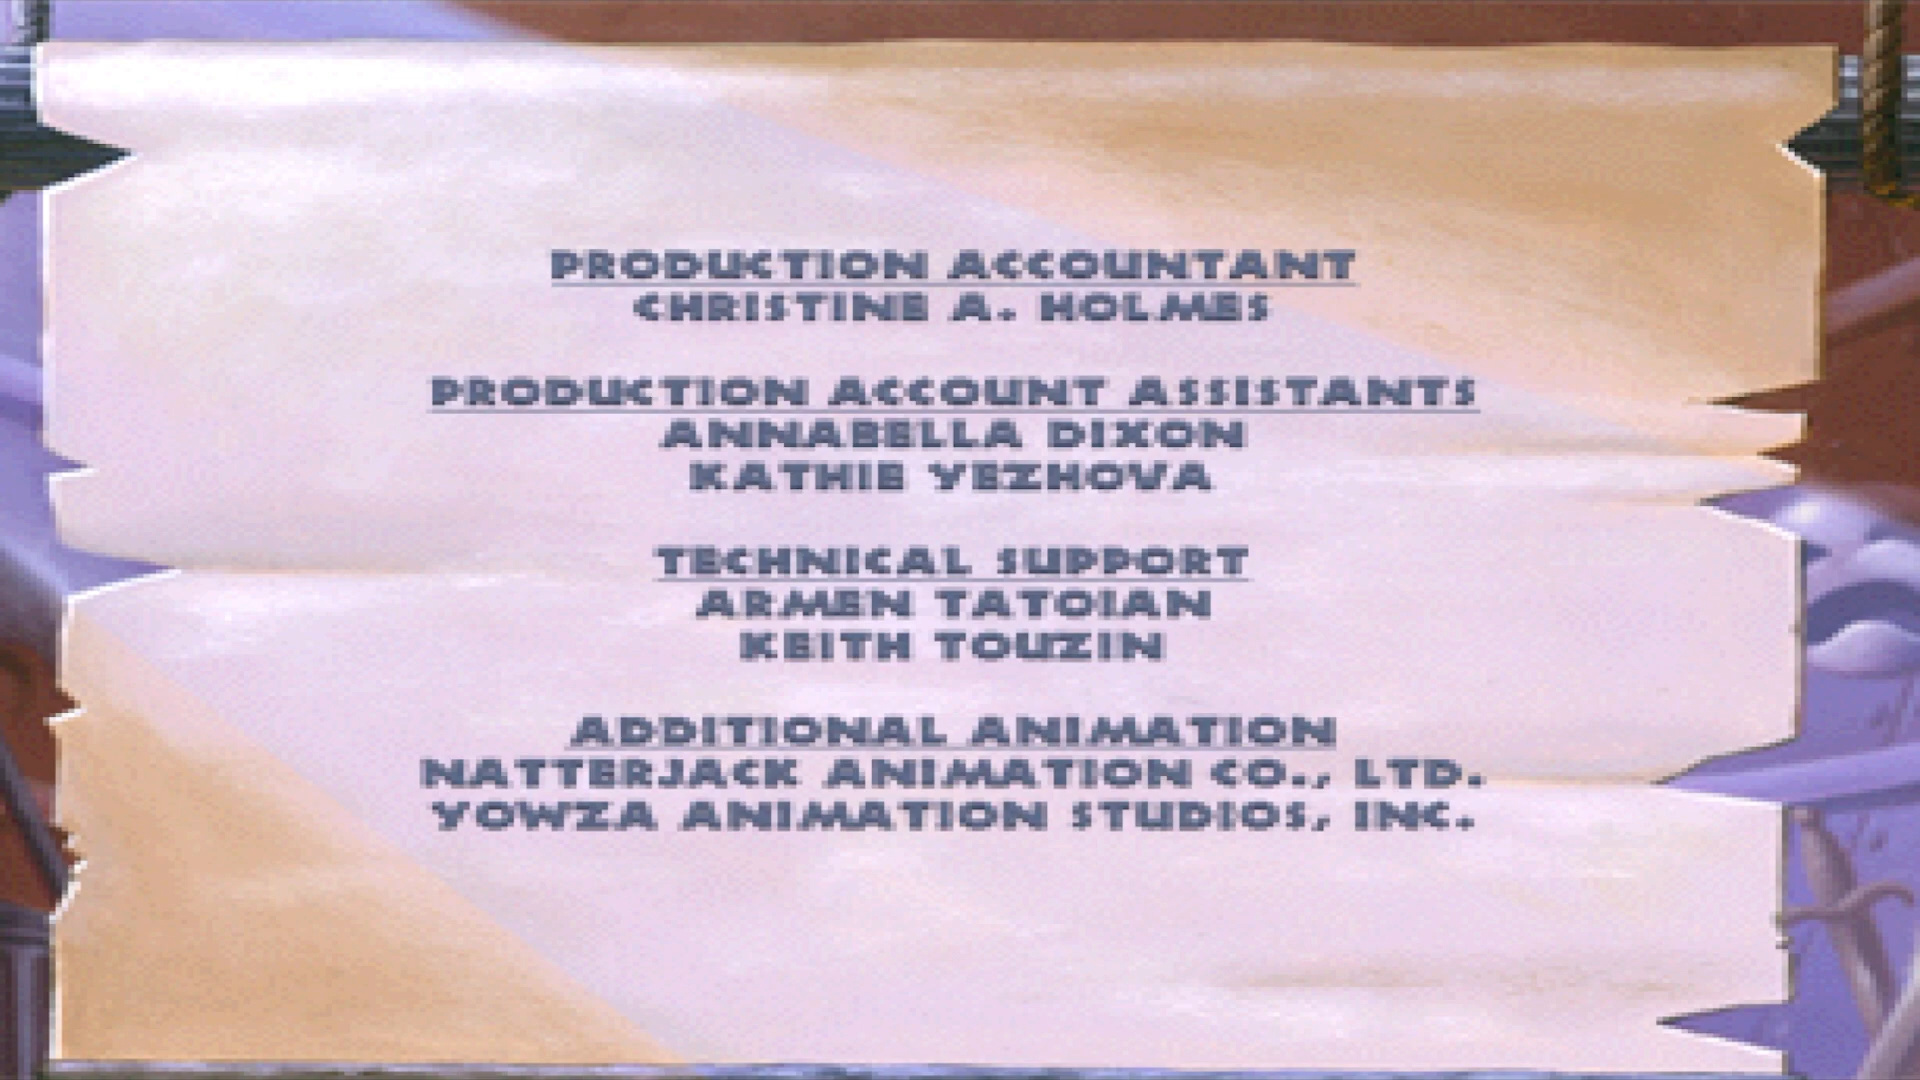 PRODUCTION ACCOUNTANT
CHRISTINE A. HOLMES
PRODUCTION ACCOUNT ASSISTANTS
ANNABELLA DIXON
KATHIE YEZHOVA
TECHNICAL SUPPORT
ARMEN TATOIAN
KEITH TOUZIN
ADDITIONAL ANIMATION
NATTERJACK ANIMATION CO., LTD.
YOWZA ANIMATION STUDIOS, INC.